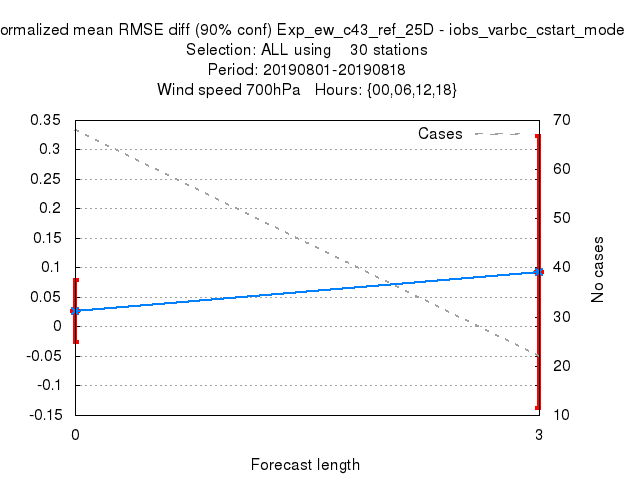 ormalized mean RMSE diff (90% conf) Exp_ew_c43_ref_25D - iobs_varbc_cstart_mode
Selection: ALL using    30 stations
Period: 20190801-20190818
Wind speed 700hPa   Hours: {00,06,12,18}
Cases
0.35
0.3
0.25
0.2
0.15
0.1
0.05
0
-0.05
-0.1
-0.15
70
60
50
40
30
20
10
No cases
0
3
Forecast length